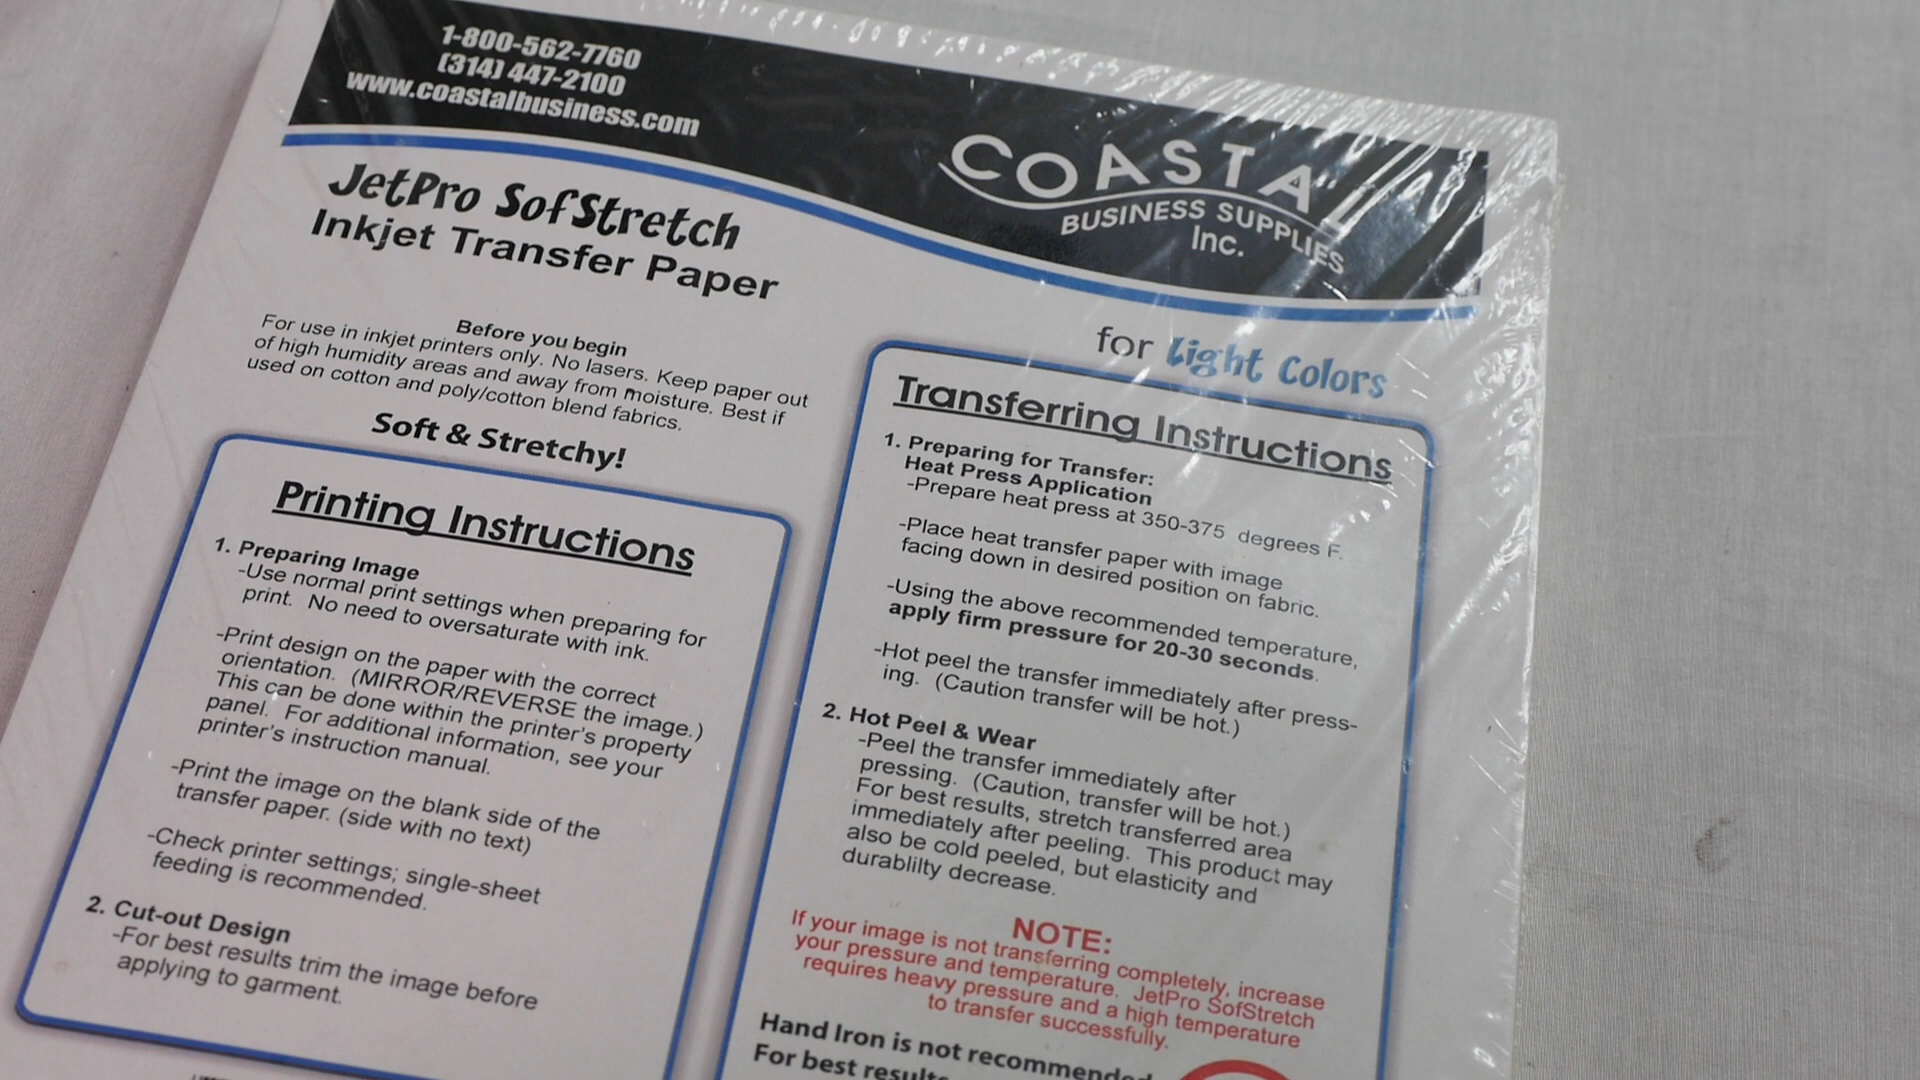 1-800-562-7760
(314) 447-2100
www.coastalbusiness.com
COASTAL
BUSINESS SUPPLIES
Inc.
JetPro SofStretch
Inkjet Transfer Paper
for Light Colors
Before you begin
For use in inkjet printers only. No lasers. Keep paper out
of high humidity areas and away from moisture. Best if
used on cotton and poly/cotton blend fabrics.
Soft & Stretchy!
Printing Instructions
1. Preparing Image
-Use normal print settings when preparing for
print. No need to oversaturate with ink.
-Print design on the paper with the correct
orientation. (MIRROR/REVERSE the image.)
This can be done within the printer's property
panel. For additional information, see your
printer's instruction manual.
-Print the image on the blank side of the
transfer paper. (side with no text)
-Check printer settings; single-sheet
feeding is recommended.
2. Cut-out Design
-For best results trim the image before
applying to garment.
Transferring Instructions
1. Preparing for Transfer:
Heat Press Application
-Prepare heat press at 350-375 degrees F.
-Place heat transfer paper with image
facing down in desired position on fabric.
-Using the above recommended temperature,
apply firm pressure for 20-30 seconds.
-Hot peel the transfer immediately after press-
ing. (Caution transfer will be hot.)
2. Hot Peel & Wear
-Peel the transfer immediately after
pressing. (Caution, transfer will be hot.)
For best results, stretch transferred area
immediately after peeling. This product may
also be cold peeled, but elasticity and
durablilty decrease.
NOTE:
If your image is not transferring completely, increase
your pressure and temperature. JetPro SofStretch
requires heavy pressure and a high temperature
to transfer successfully.
Hand Iron is not recommended
For best results